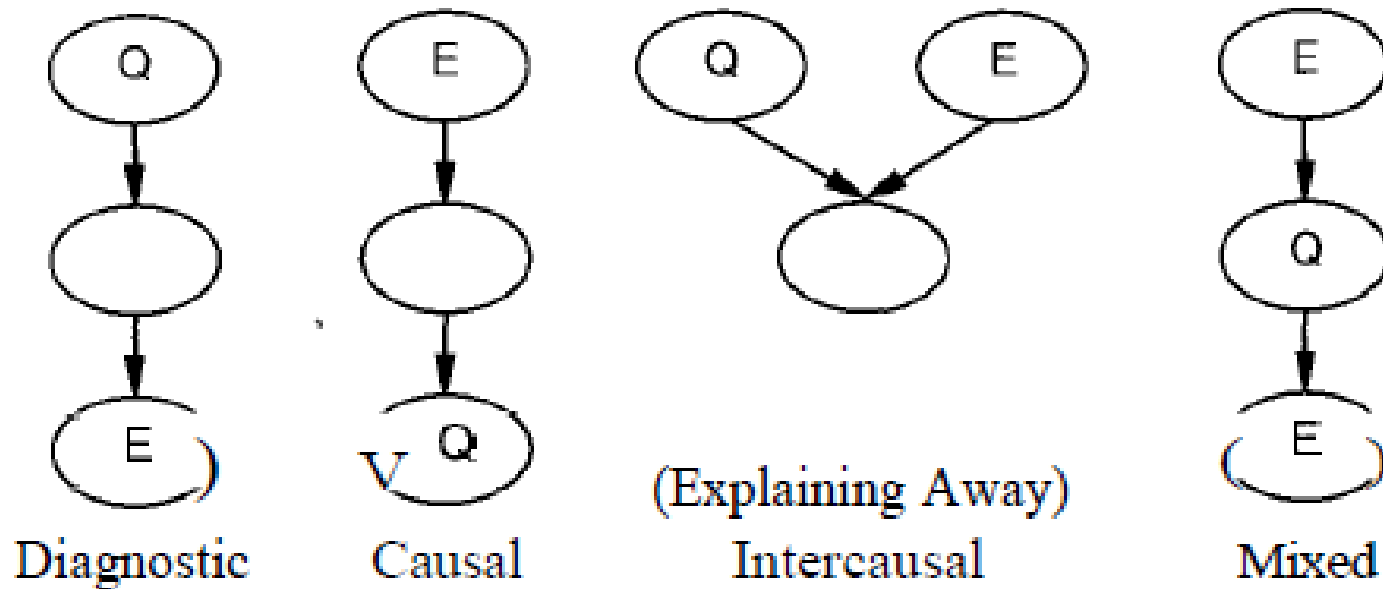 Q E Q E E
Q
E ) V Q E ( )
(Explaining Away)
Diagnostic Causal Intercausal Mixed